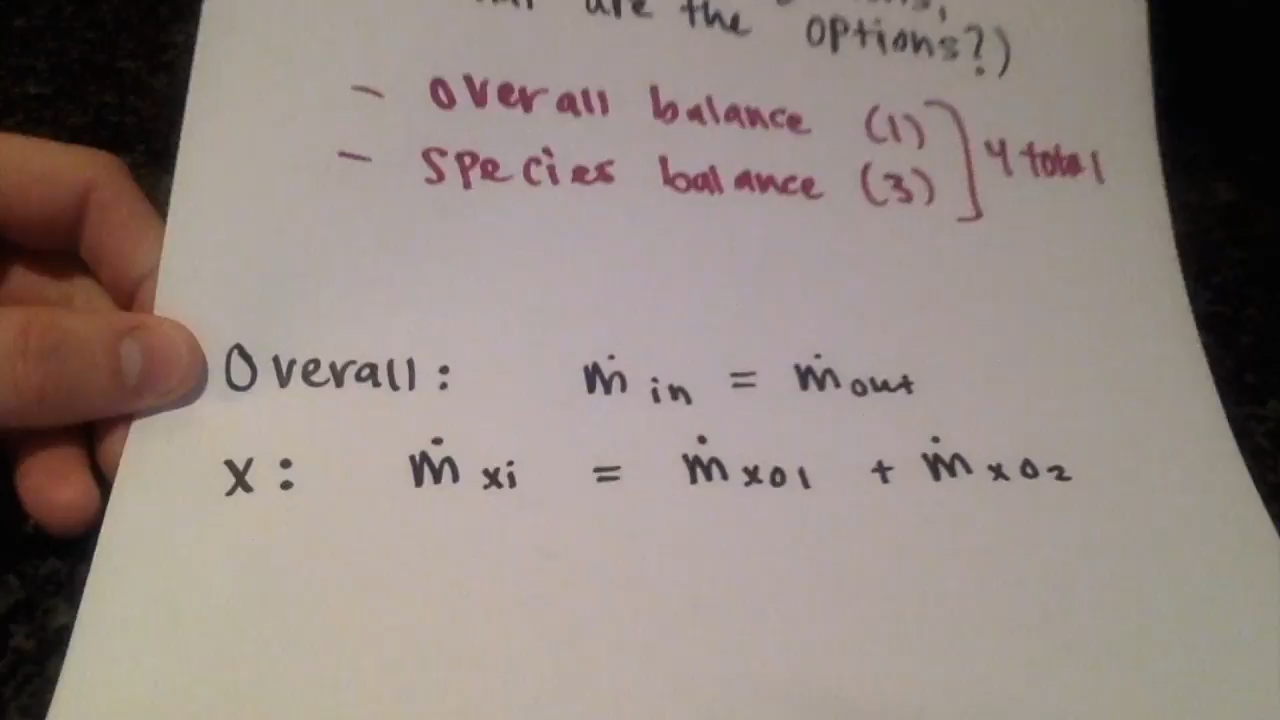 are the options?)
- Overall balance (1)
- Species balance (3) ] 4 total
Overall: ṁ in = ṁ out
X: ṁ xi = ṁ xo1 + ṁ xo2